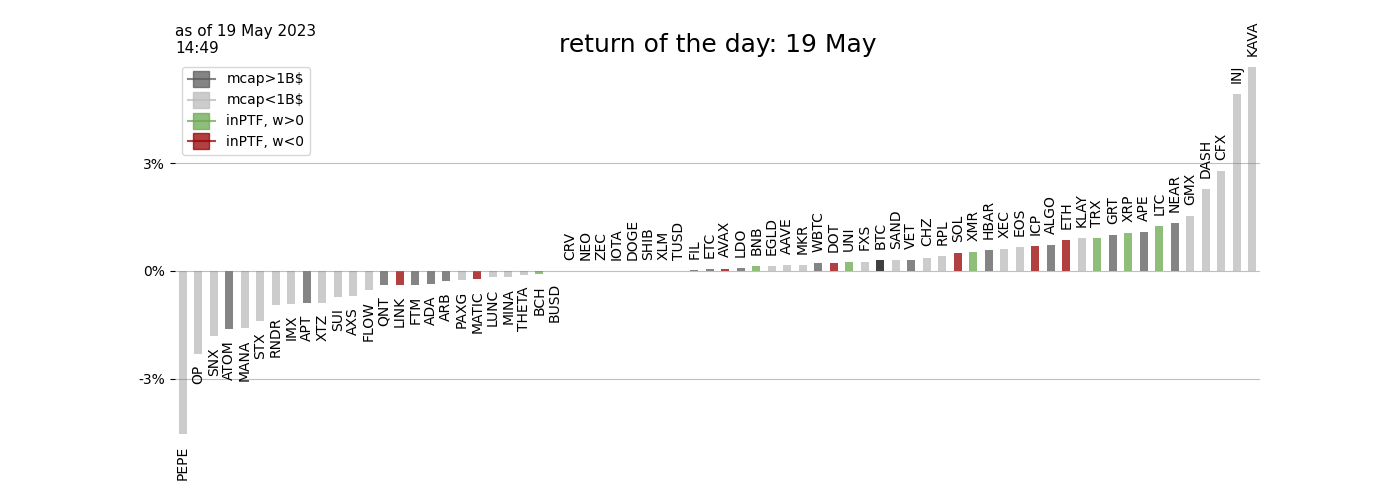 as of 19 May 2023
14:49
return of the day: 19 May
mcap>1B$
mcap<1B$
inPTF, w>0
inPTF, w<0
3%
0%
-3%
PEPE
OP
SNX
ATOM
MANA
STX
RNDR
IMX
APT
XTZ
SUI
AXS
FLOW
QNT
LINK
FTM
ADA
ARB
PAXG
MATIC
LUNC
MINA
THETA
BCH
BUSD
CRV
NEO
ZEC
IOTA
DOGE
SHIB
XLM
TUSD
FIL
ETC
AVAX
LDO
BNB
EGLD
AAVE
MKR
WBTC
DOT
UNI
FXS
BTC
SAND
VET
CHZ
RPL
SOL
XMR
HBAR
XEC
EOS
ICP
ALGO
ETH
KLAY
TRX
GRT
XRP
APE
LTC
NEAR
GMX
DASH
CFX
INJ
KAVA